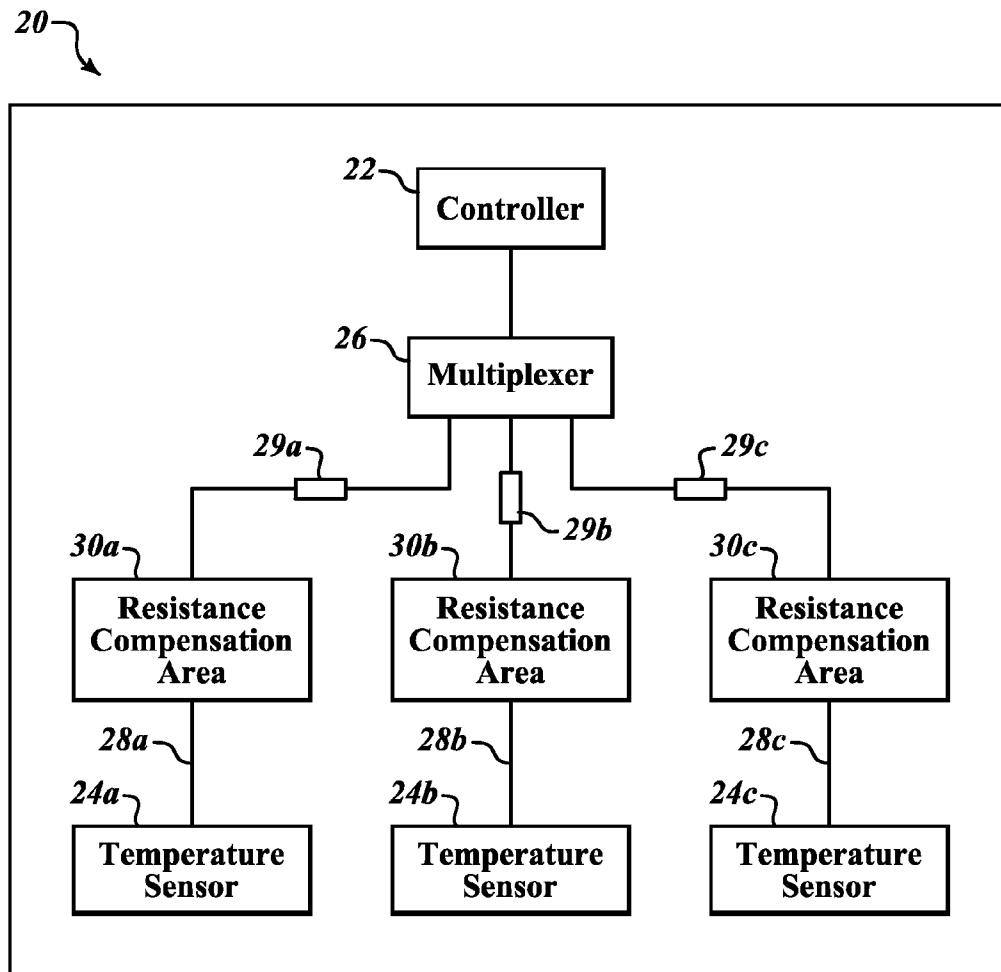 20
22
Controller
26
Multiplexer
29a
29c
29b
30a
30b
30c
Resistance
Compensation
Area
Resistance
Compensation
Area
Resistance
Compensation
Area
28a
28b
28c
24a
24b
24c
Temperature
Sensor
Temperature
Sensor
Temperature
Sensor